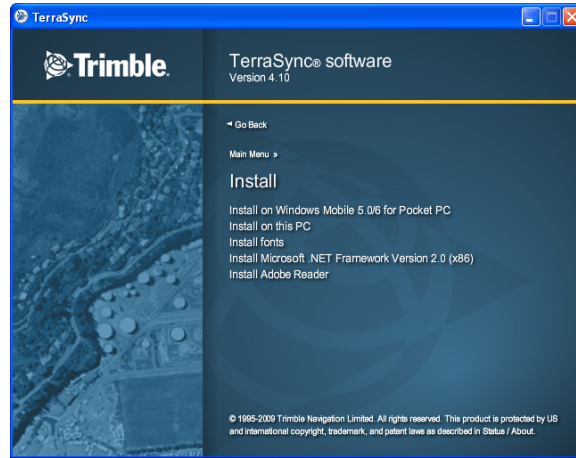 TerraSync
Trimble.
TerraSync® software
Version 4.10
◄ Go Back
Main Menu »
Install
Install on Windows Mobile 5.0/6 for Pocket PC
Install on this PC
Install fonts
Install Microsoft .NET Framework Version 2.0 (x86)
Install Adobe Reader
© 1995-2009 Trimble Navigation Limited. All rights reserved. This product is protected by US
and international copyright, trademark, and patent laws as described in Status / About.